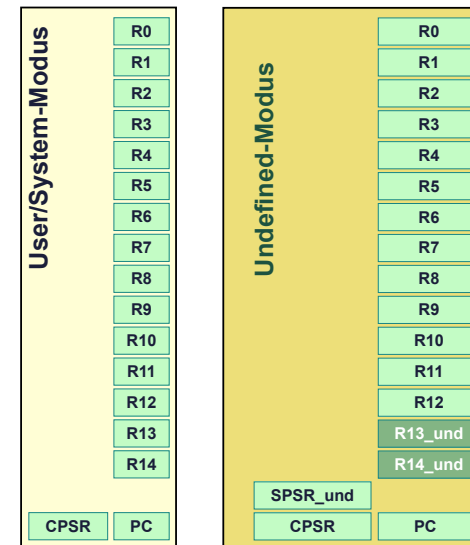 User/System-Modus
R0
R1
R2
R3
R4
R5
R6
R7
R8
R9
R10
R11
R12
R13
R14
CPSR PC
Undefined-Modus
R0
R1
R2
R3
R4
R5
R6
R7
R8
R9
R10
R11
R12
R13_und
R14_und
SPSR_und
CPSR PC